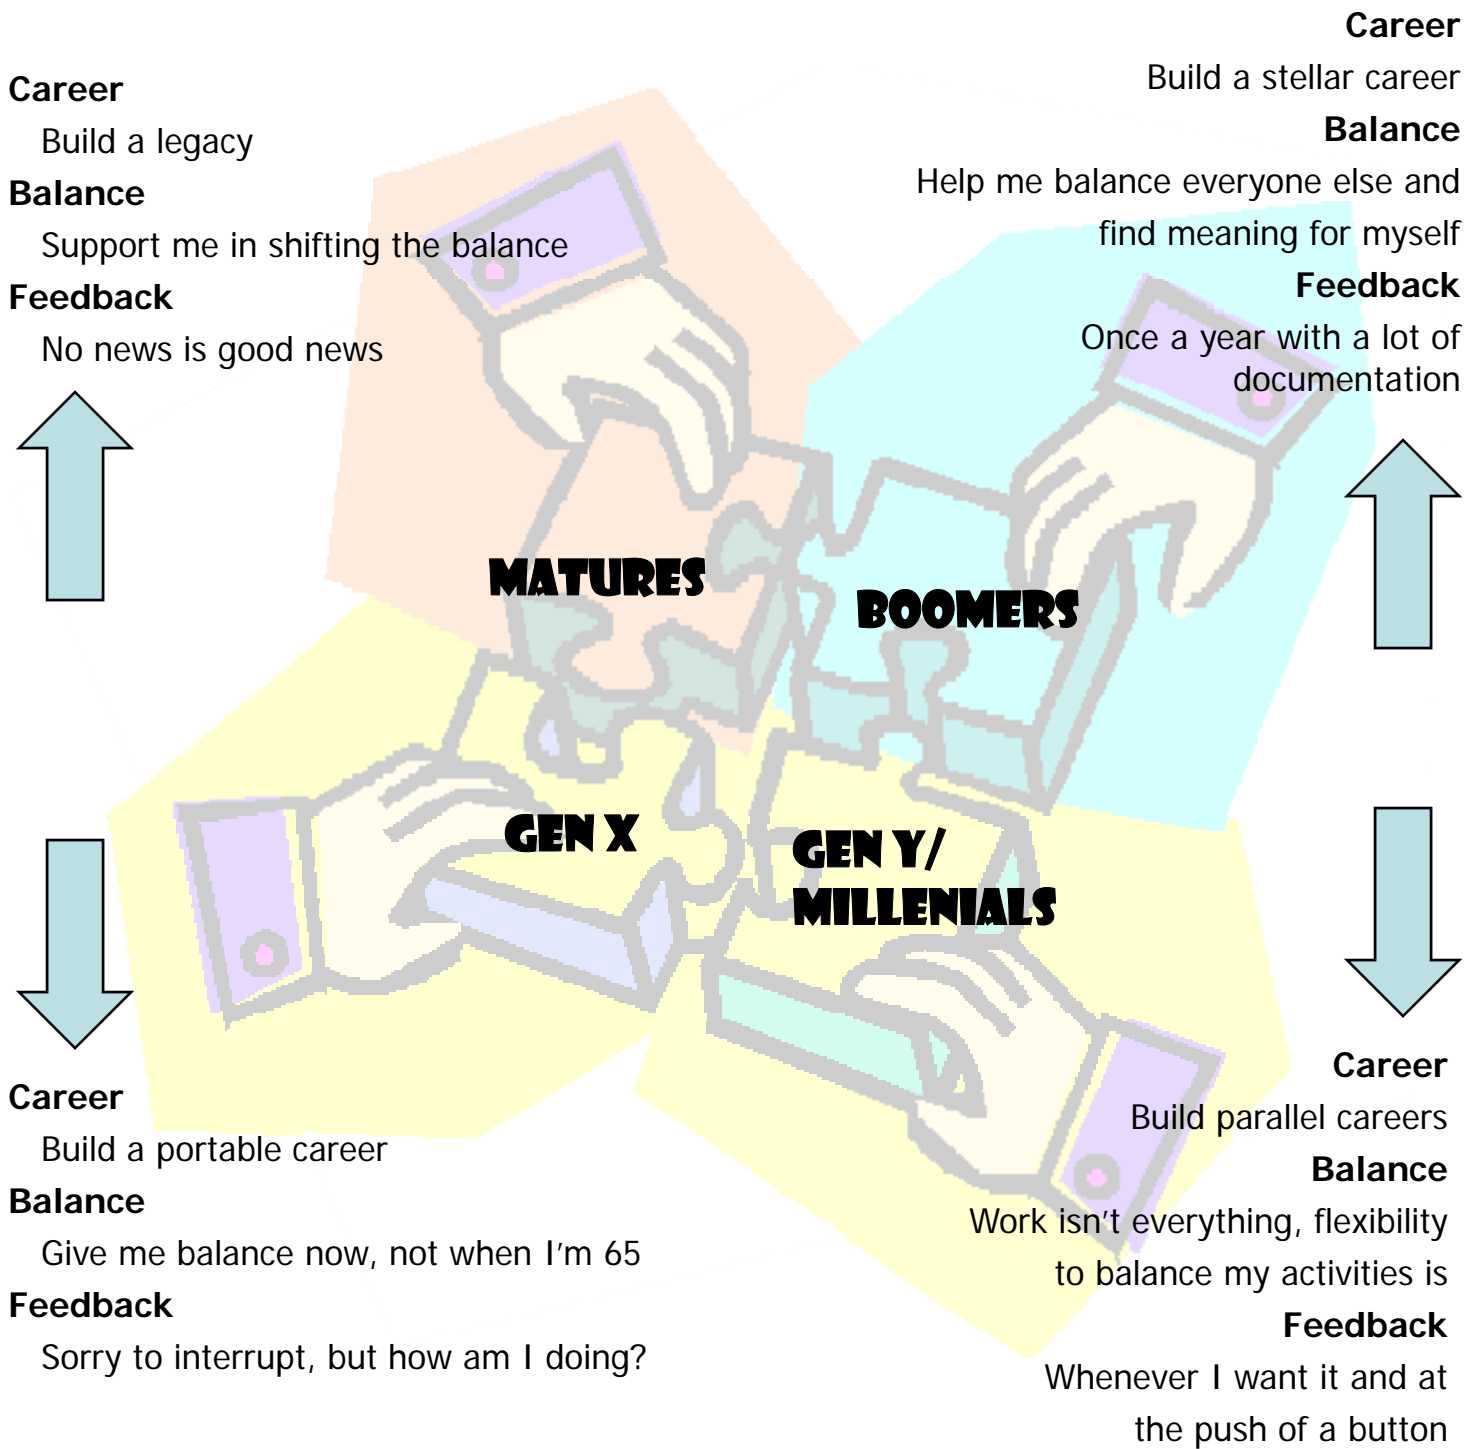 Career
Build a legacy
Balance
Support me in shifting the balance
Feedback
No news is good news
Career
Build a stellar career
Balance
Help me balance everyone else and
find meaning for myself
Feedback
Once a year with a lot of
documentation
MATURES
BOOMERS
GEN X
GEN Y/
MILLENIALS
Career
Build a portable career
Balance
Give me balance now, not when I'm 65
Feedback
Sorry to interrupt, but how am I doing?
Career
Build parallel careers
Balance
Work isn't everything, flexibility
to balance my activities is
Feedback
Whenever I want it and at
the push of a button